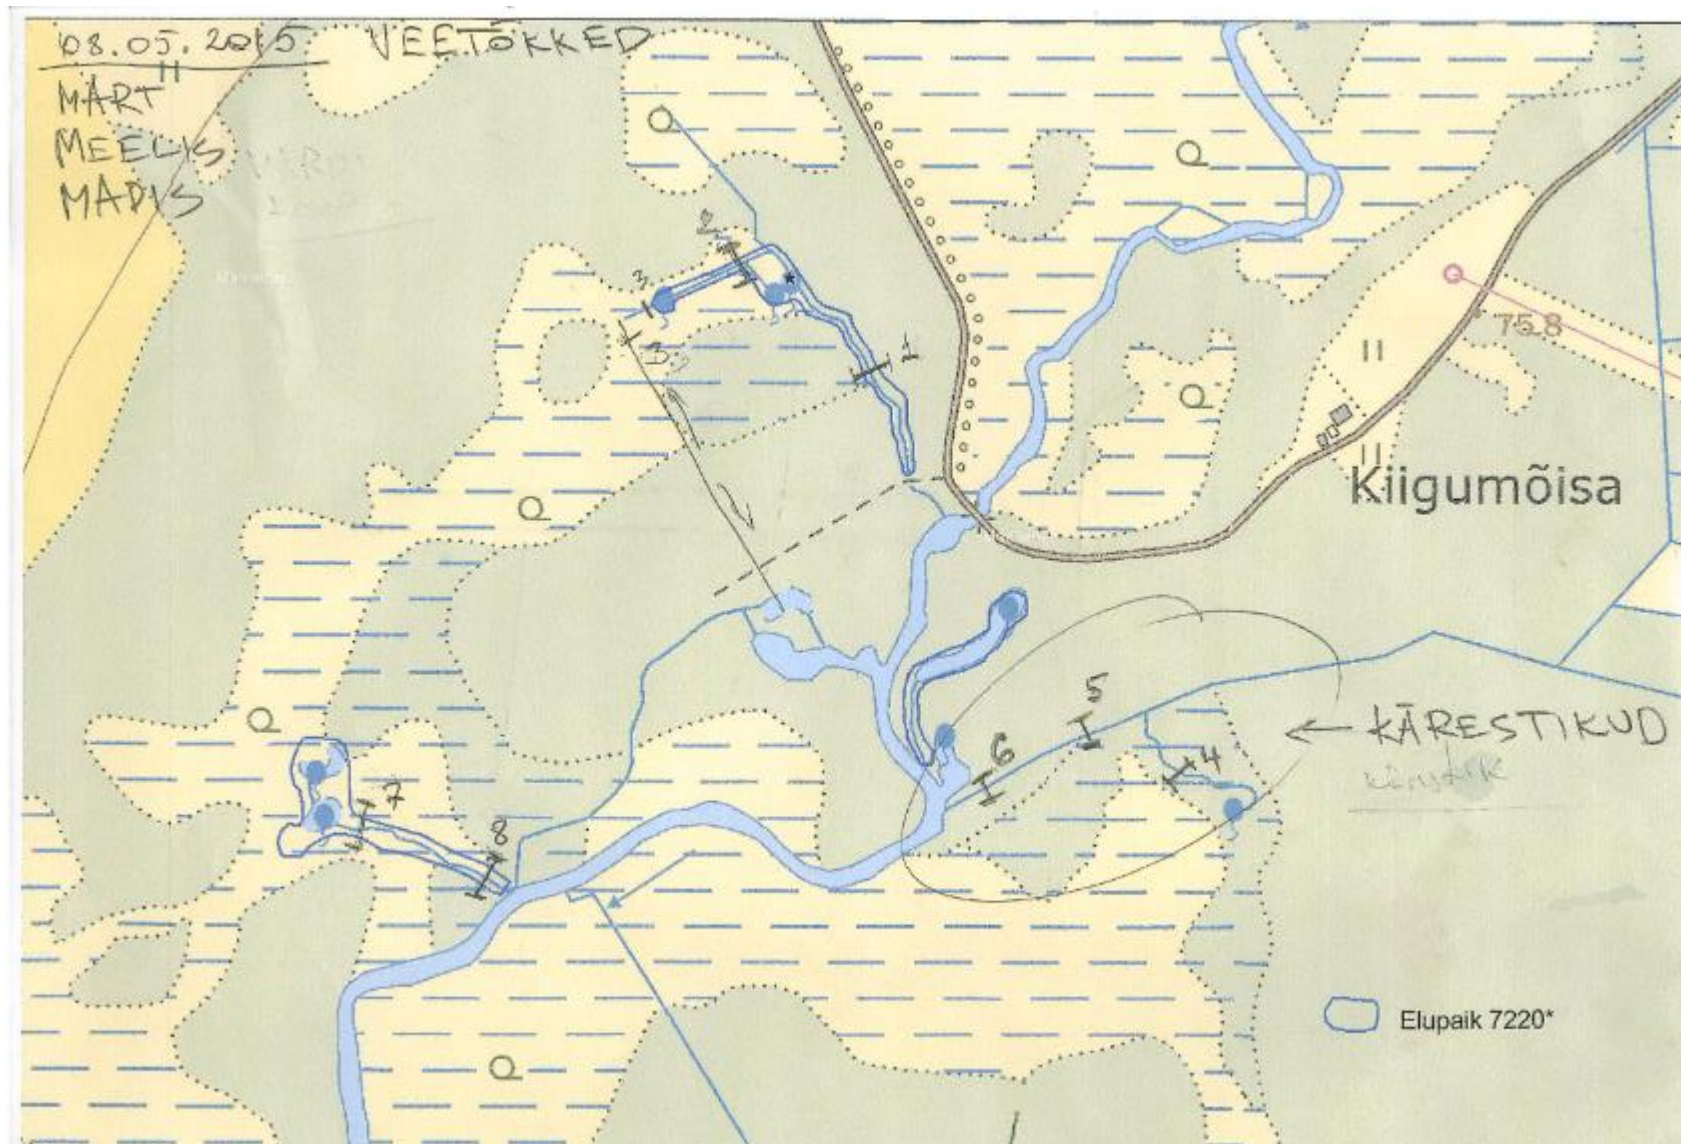 08.05.2015 VEETÕKKED
MÄRT
MEELIS
MADIS
2
3
3
1
75.8
Kiigumõisa
5
6
4
← KÄRESTIKUD
7
8
Elupaik 7220*